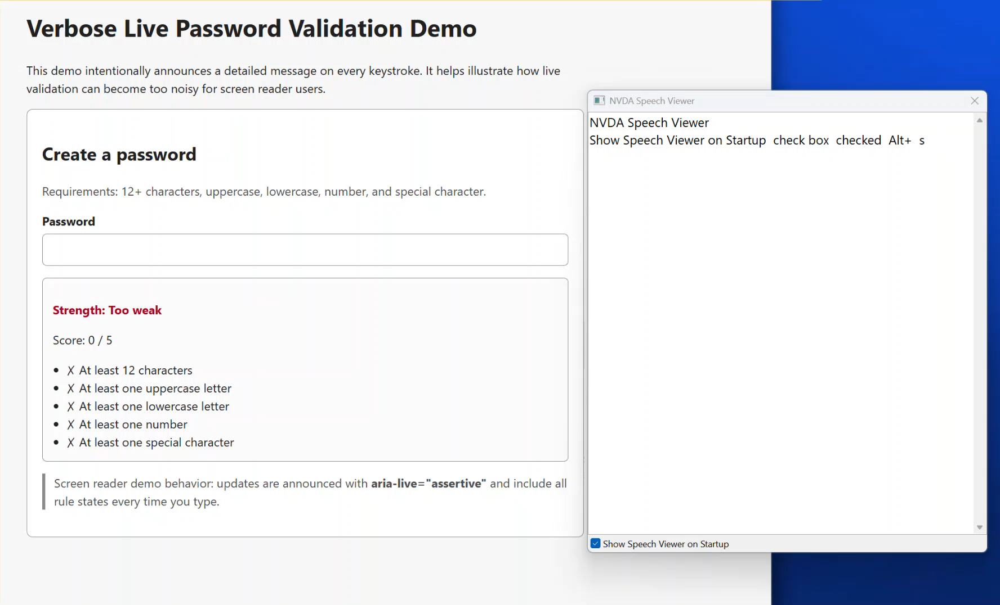 Verbose Live Password Validation Demo
This demo intentionally announces a detailed message on every keystroke. It helps illustrate how live
validation can become too noisy for screen reader users.
Create a password
Requirements: 12+ characters, uppercase, lowercase, number, and special character.
Password
Strength: Too weak
Score: 0 / 5
• ✗ At least 12 characters
• ✗ At least one uppercase letter
• ✗ At least one lowercase letter
• ✗ At least one number
• ✗ At least one special character
Screen reader demo behavior: updates are announced with aria-live="assertive" and include all
rule states every time you type.
NVDA Speech Viewer
NVDA Speech Viewer
Show Speech Viewer on Startup  check box  checked  Alt+  s
Show Speech Viewer on Startup